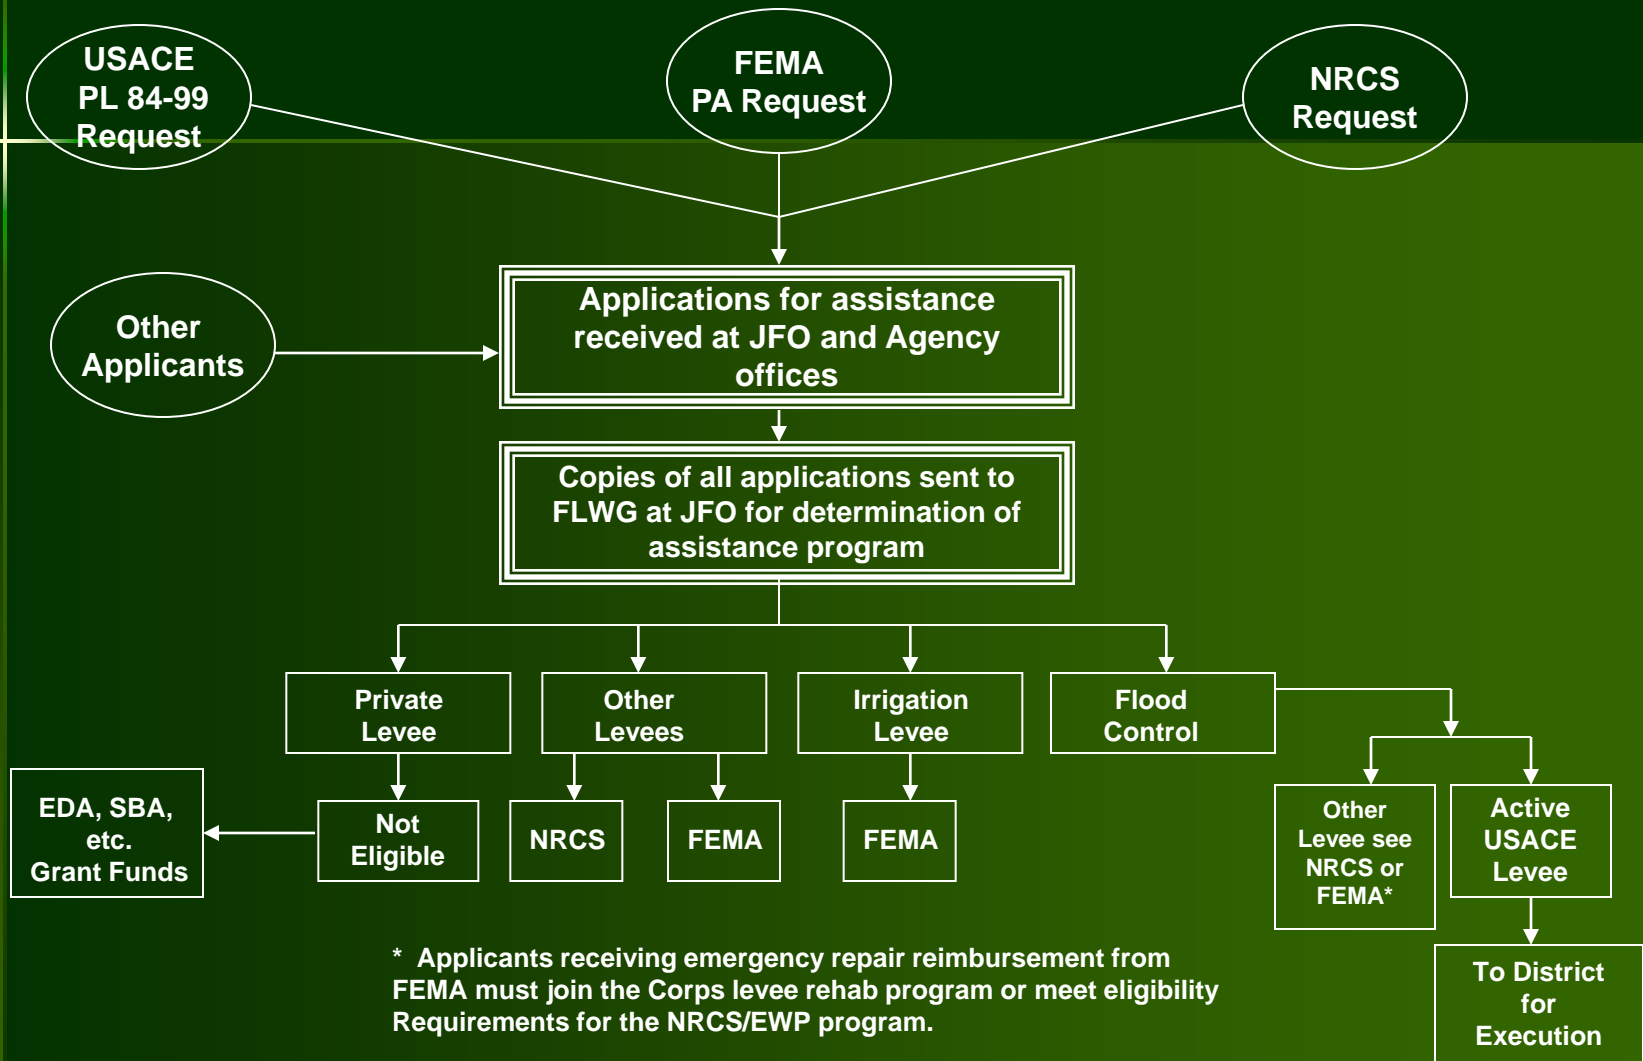 USACE
PL 84-99
Request
FEMA
PA Request
NRCS
Request
Other
Applicants
Applications for assistance
received at JFO and Agency
offices
Copies of all applications sent to
FLWG at JFO for determination of
assistance program
Private
Levee
Other
Levees
Irrigation
Levee
Flood
Control
EDA, SBA,
etc.
Grant Funds
Not
Eligible
NRCS
FEMA
FEMA
Other
Levee see
NRCS or
FEMA*
Active
USACE
Levee
To District
for
Execution
* Applicants receiving emergency repair reimbursement from
FEMA must join the Corps levee rehab program or meet eligibility
Requirements for the NRCS/EWP program.